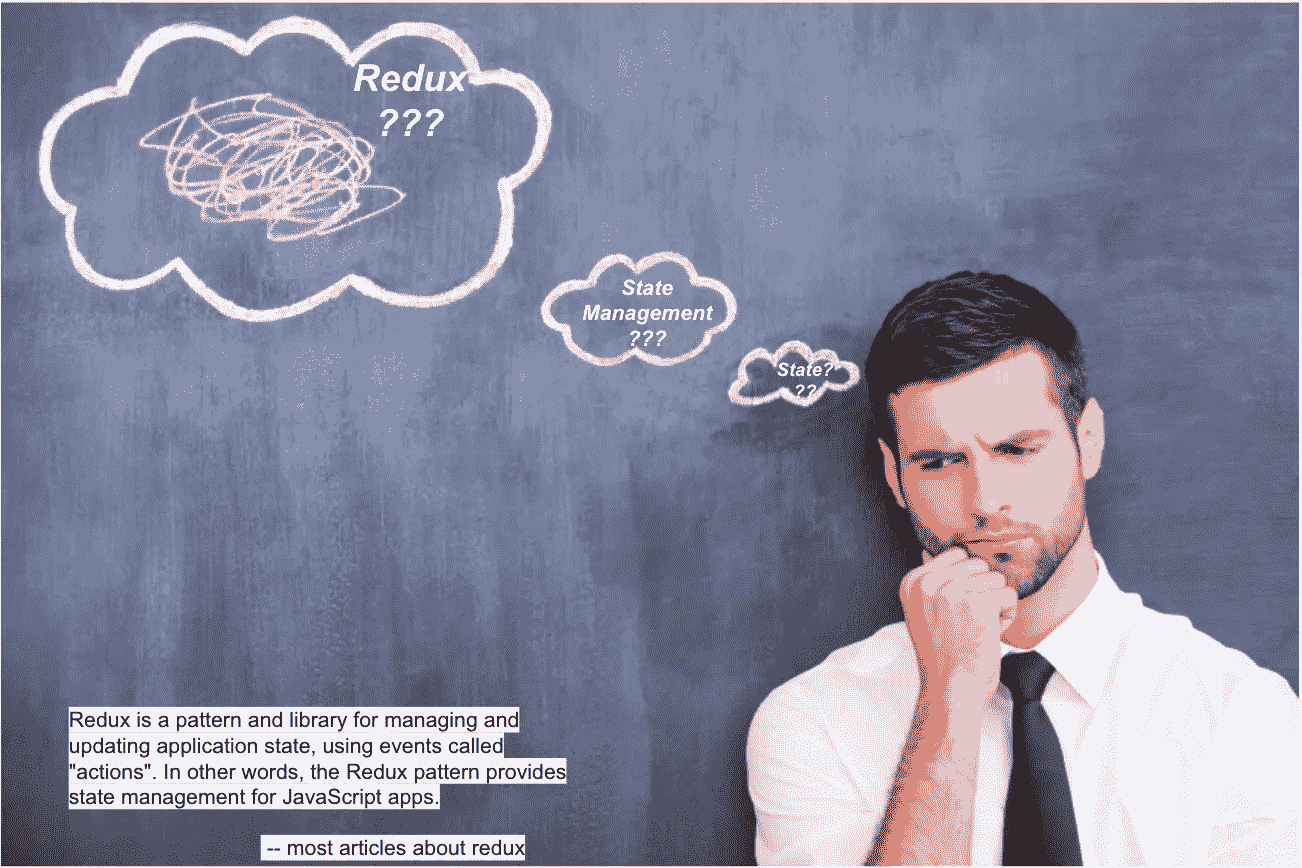 Redux
???
State
Management
???
State?
??
Redux is a pattern and library for managing and
updating application state, using events called
"actions". In other words, the Redux pattern provides
state management for JavaScript apps.
-- most articles about redux